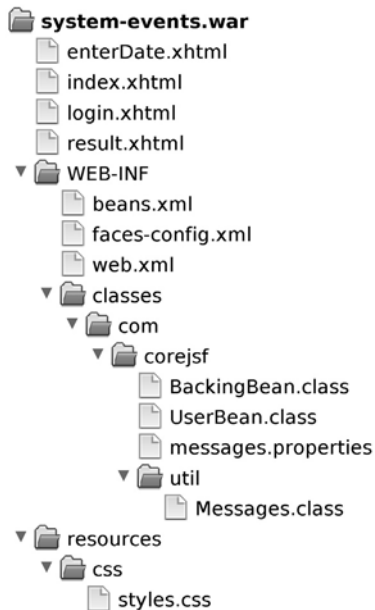 system-events.war
enterDate.xhtml
index.xhtml
login.xhtml
result.xhtml
WEB-INF
beans.xml
faces-config.xml
web.xml
classes
com
corejsf
BackingBean.class
UserBean.class
messages.properties
util
Messages.class
resources
css
styles.css